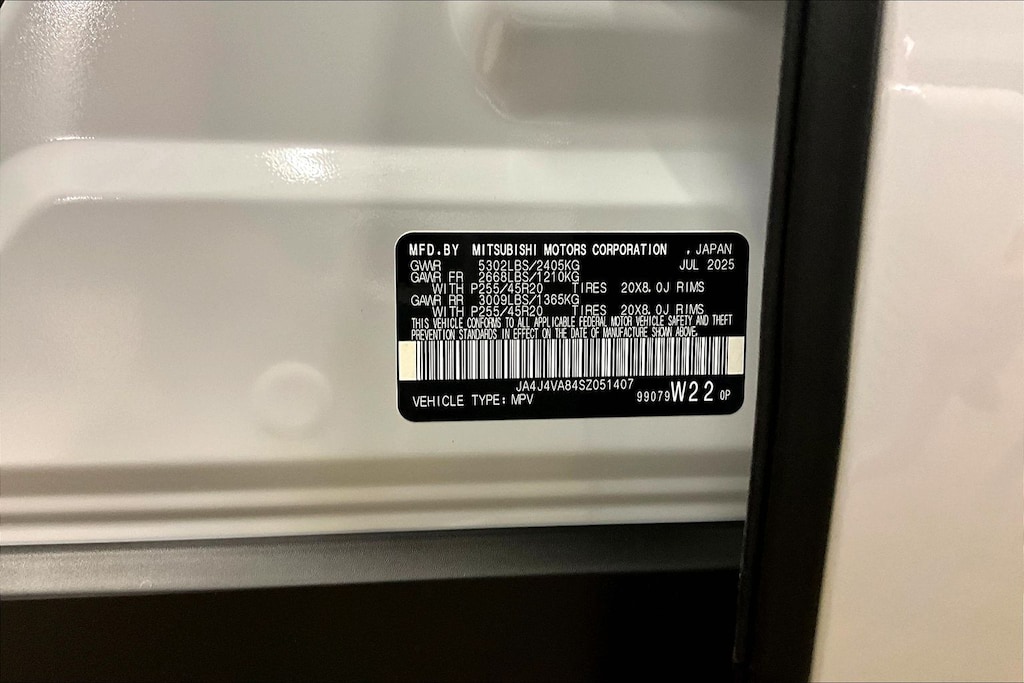 MFD.BY MITSUBISHI MOTORS CORPORATION , JAPAN
GVWR 5302LBS/2405KG JUL 2025
GAWR FR 2668LBS/1210KG
WITH P255/45R20 TIRES 20X8.0J RIMS
GAWR RR 3009LBS/1365KG
WITH P255/45R20 TIRES 20X8.0J RIMS
THIS VEHICLE CONFORMS TO ALL APPLICABLE FEDERAL MOTOR VEHICLE SAFETY AND THEFT
PREVENTION STANDARDS IN EFFECT ON THE DATE OF MANUFACTURE SHOWN ABOVE.
JA4J4VA84SZ051407
VEHICLE TYPE: MPV 99079 W22 0P